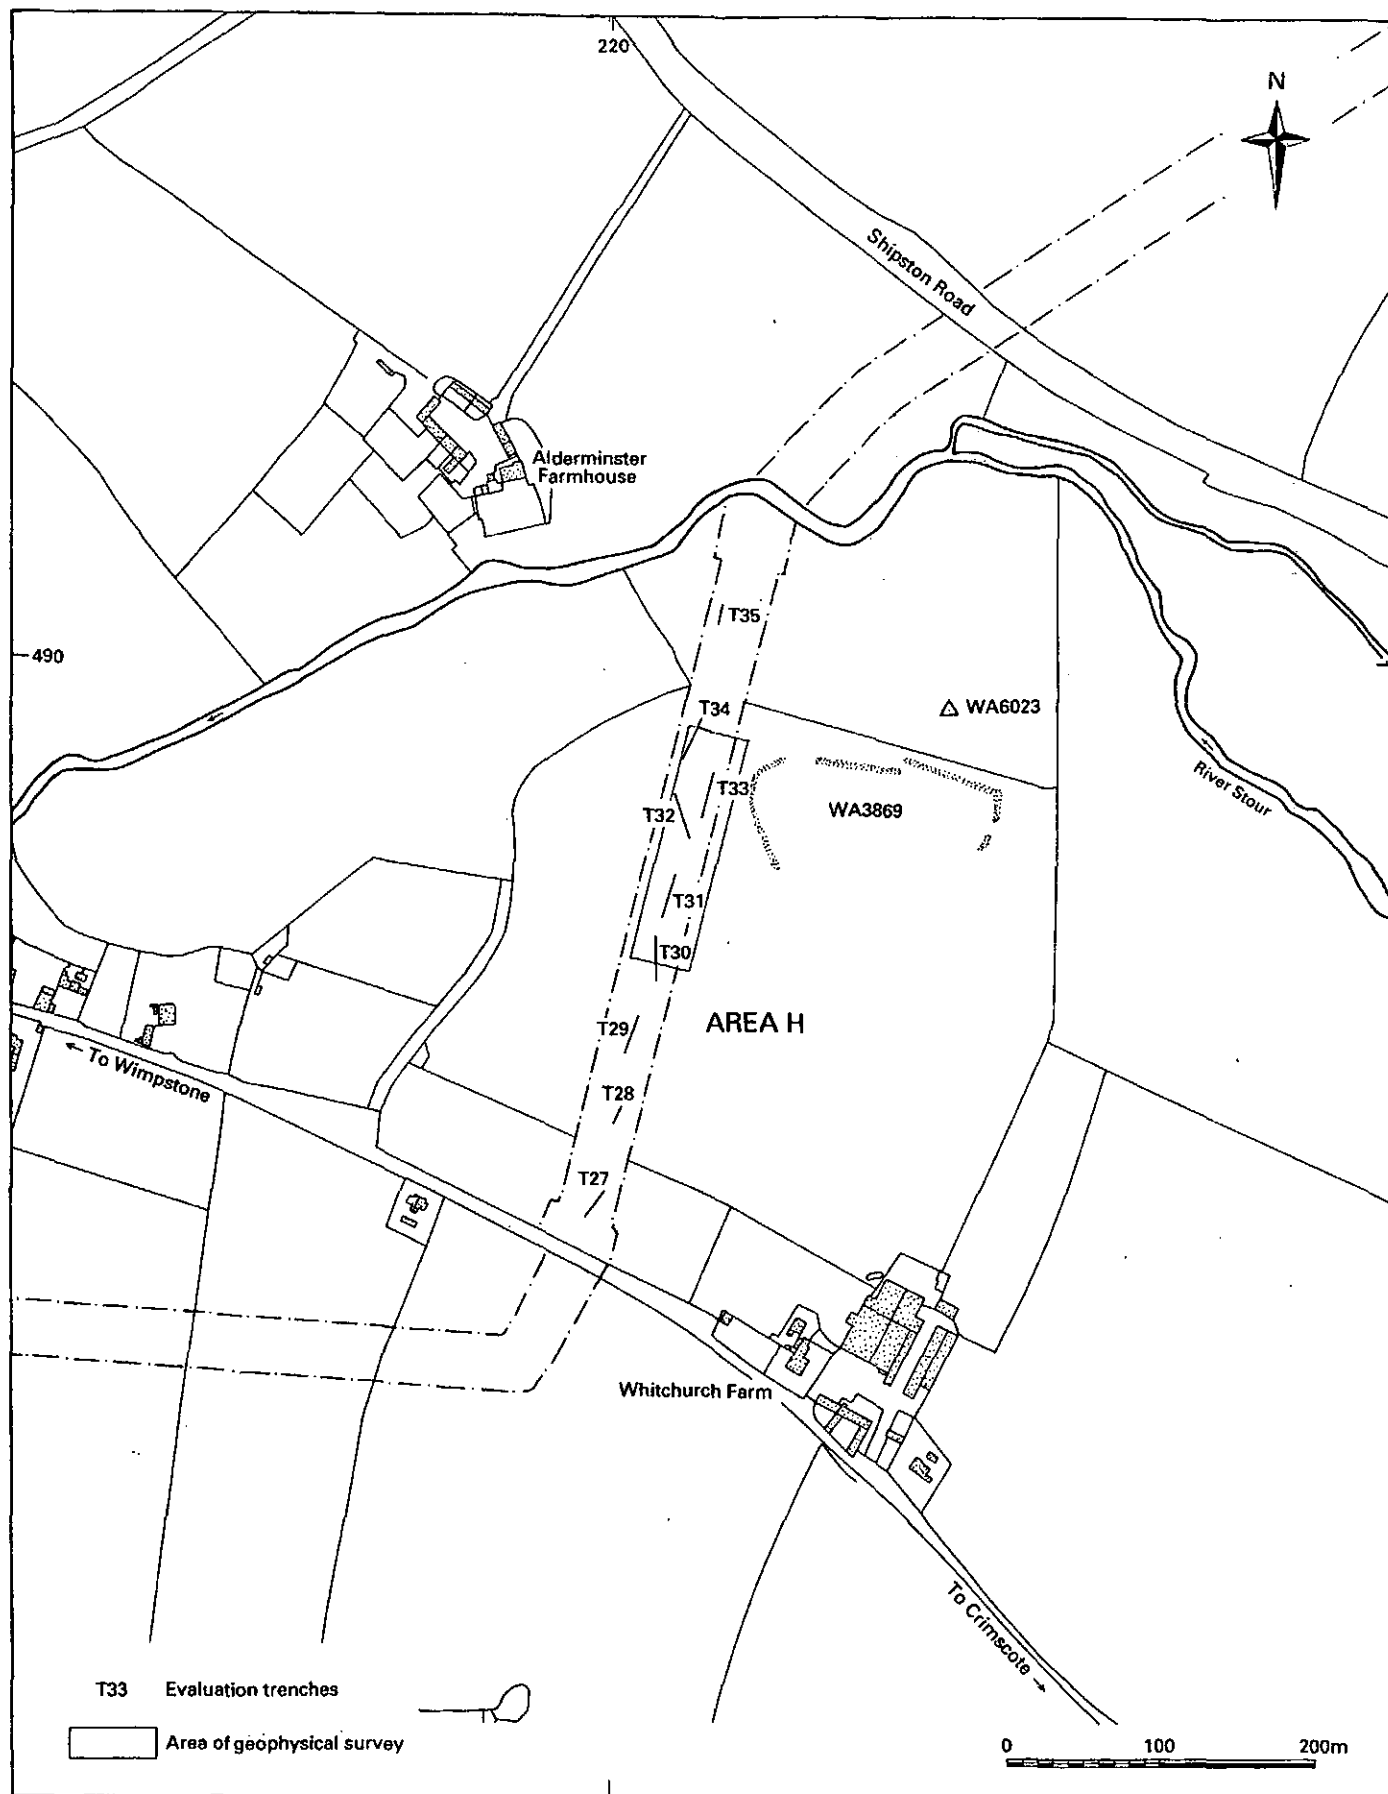 220
N
Shipston Road
Alderminster
Farmhouse
T35
490
T34
WA6023
T33
WA3869
T32
River Stour
T31
T30
AREA H
T29
← To Wimpstone
T28
T27
Whitchurch Farm
To Crimscote →
T33 Evaluation trenches
Area of geophysical survey
0 100 200m